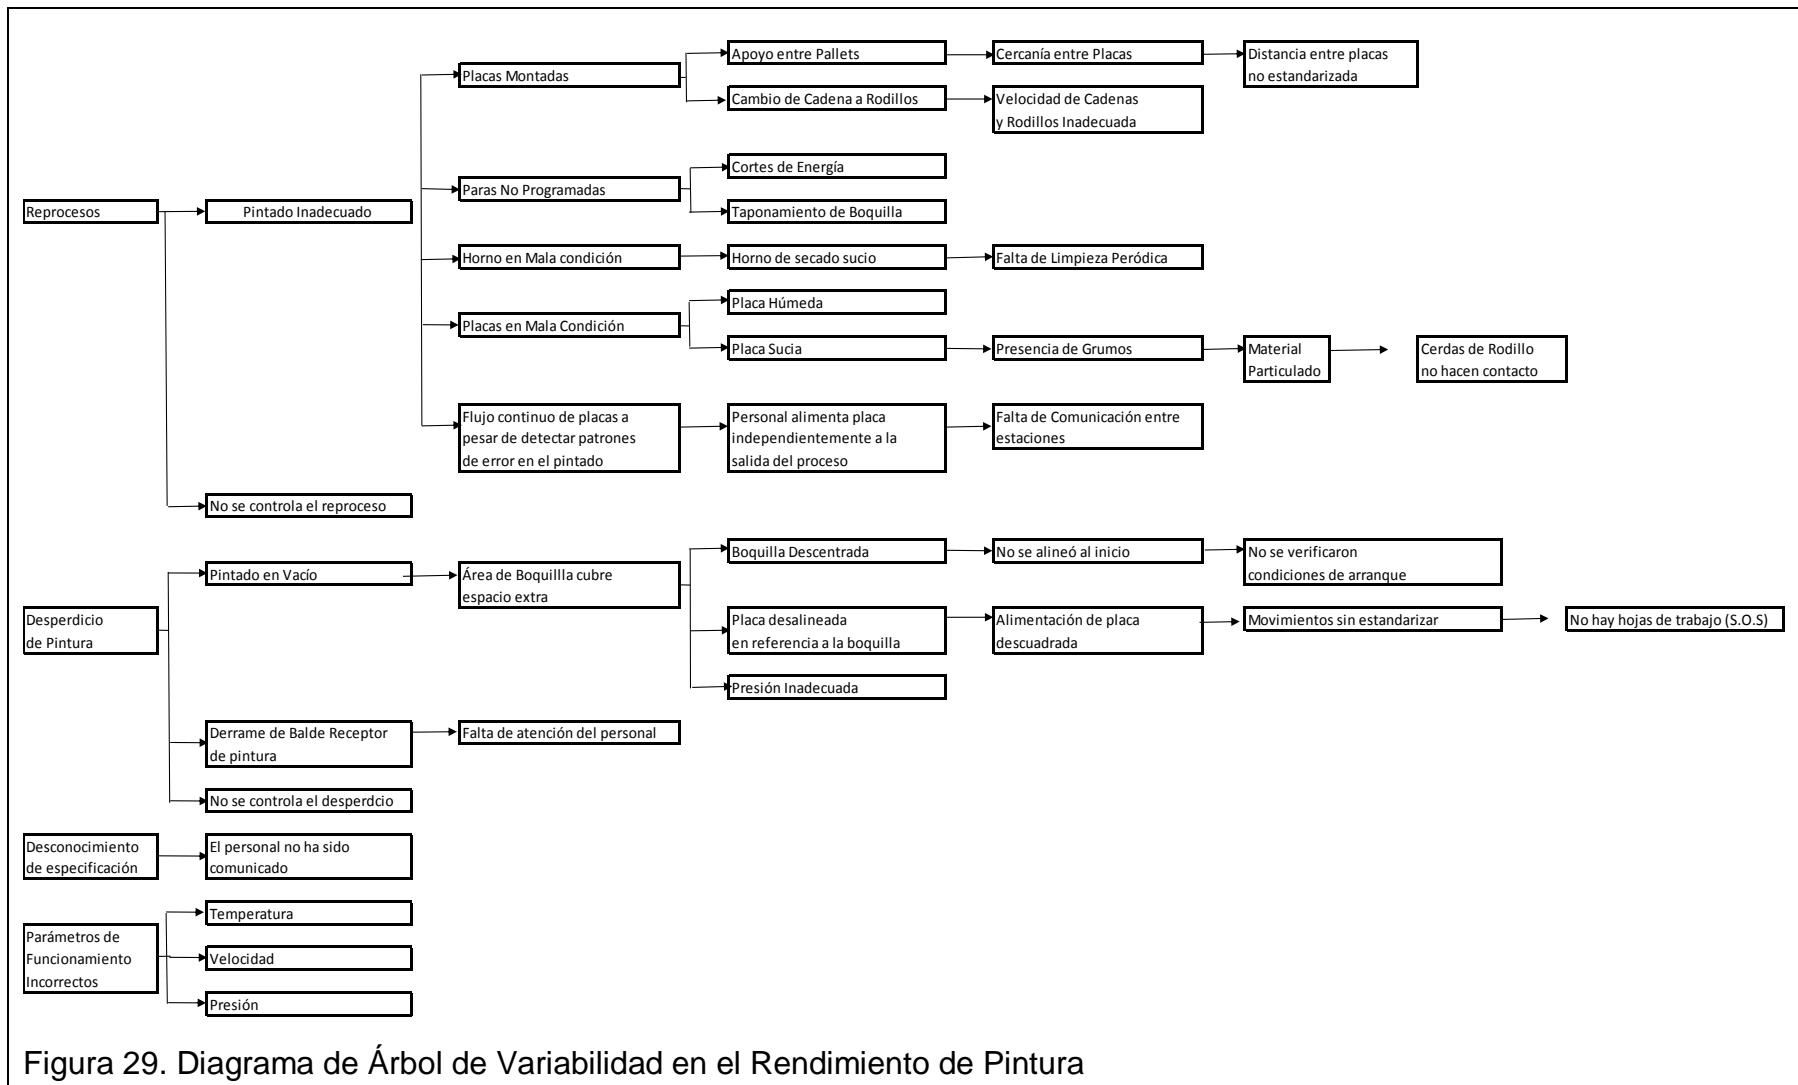 Apoyo entre Pallets
Cercanía entre Placas
Distancia entre placas
no estandarizada
Placas Montadas
Cambio de Cadena a Rodillos
Velocidad de Cadenas
y Rodillos Inadecuada
Cortes de Energía
Paras No Programadas
Reprocesos
Pintado Inadecuado
Taponamiento de Boquilla
Horno en Mala condición
Horno de secado sucio
Falta de Limpieza Peródica
Placa Húmeda
Placas en Mala Condición
Placa Sucia
Presencia de Grumos
Material
Particulado
Cerdas de Rodillo
no hacen contacto
Flujo continuo de placas a
pesar de detectar patrones
de error en el pintado
Personal alimenta placa
independientemente a la
salida del proceso
Falta de Comunicación entre
estaciones
No se controla el reproceso
Boquilla Descentrada
No se alineó al inicio
No se verificaron
condiciones de arranque
Pintado en Vacío
Área de Boquillla cubre
espacio extra
Desperdicio
de Pintura
Placa desalineada
en referencia a la boquilla
Alimentación de placa
descuadrada
Movimientos sin estandarizar
No hay hojas de trabajo (S.O.S)
Presión Inadecuada
Derrame de Balde Receptor
de pintura
Falta de atención del personal
No se controla el desperdcio
Desconocimiento
de especificación
El personal no ha sido
comunicado
Temperatura
Parámetros de
Funcionamiento
Incorrectos
Velocidad
Presión
Figura 29. Diagrama de Árbol de Variabilidad en el Rendimiento de Pintura